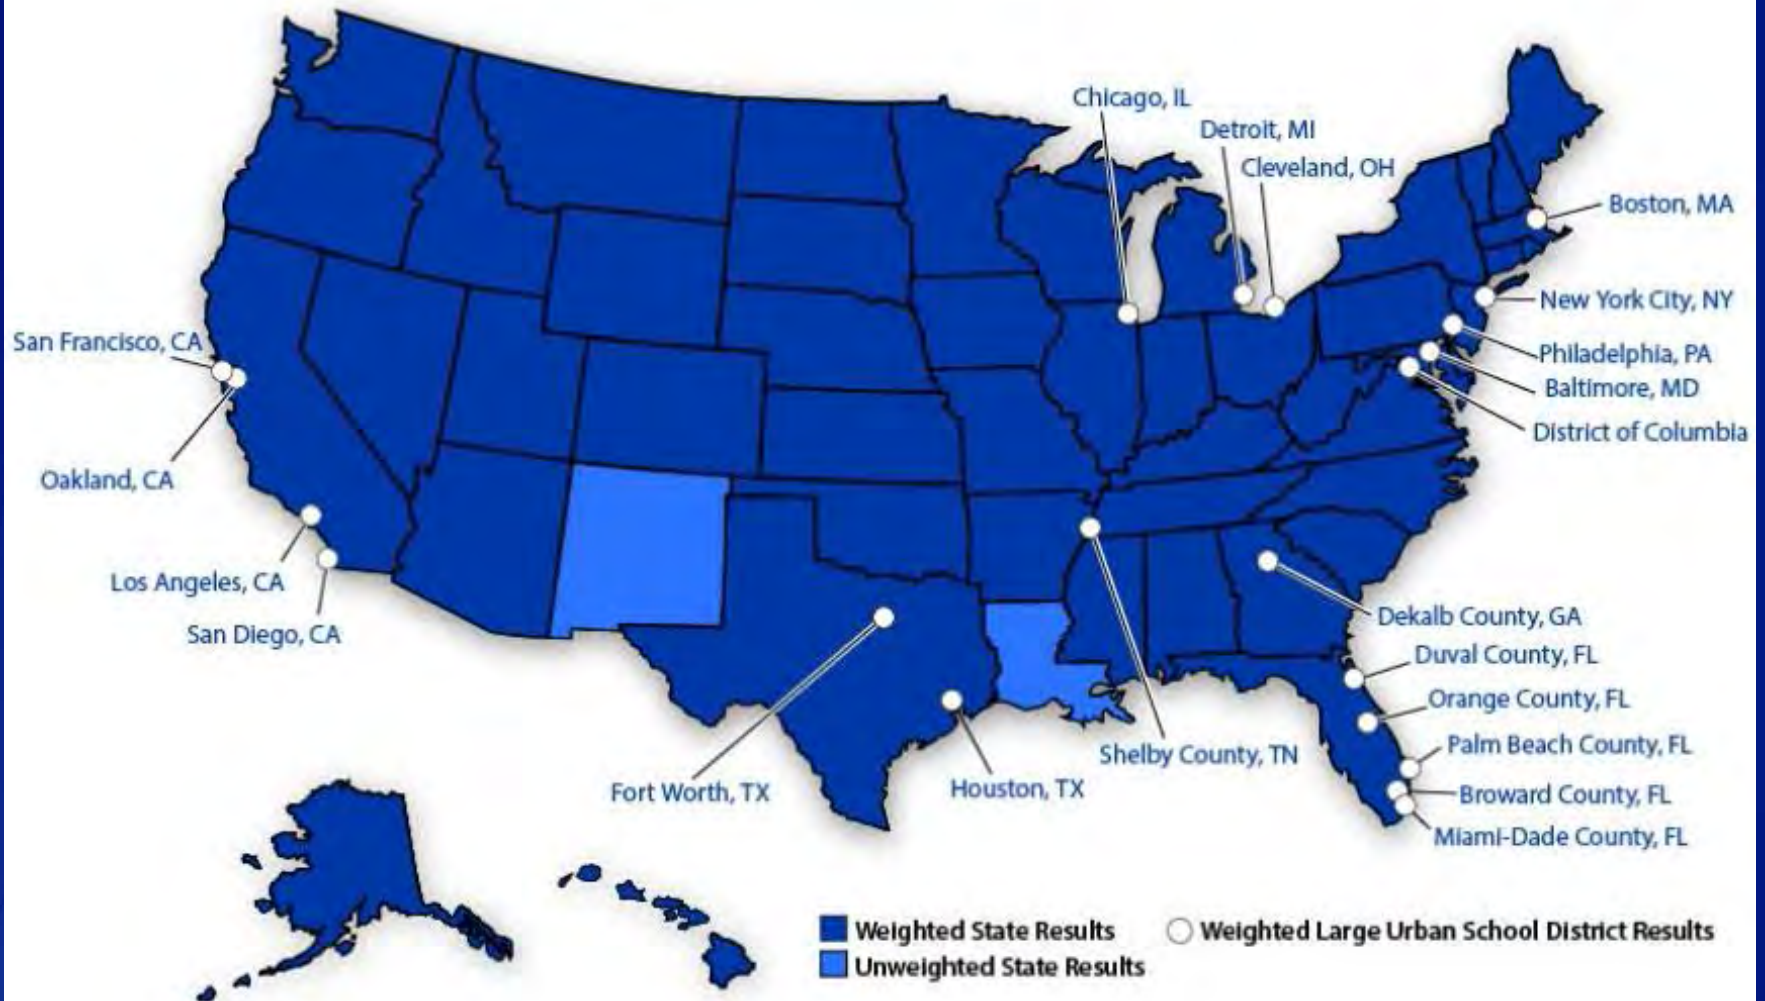 Chicago, IL
Detroit, MI
Cleveland, OH
Boston, MA
New York City, NY
San Francisco, CA
Philadelphia, PA
Baltimore, MD
District of Columbia
Oakland, CA
Los Angeles, CA
Dekalb County, GA
San Diego, CA
Duval County, FL
Orange County, FL
Palm Beach County, FL
Shelby County, TN
Fort Worth, TX
Houston, TX
Broward County, FL
Miami-Dade County, FL
Weighted State Results
Weighted Large Urban School District Results
Unweighted State Results